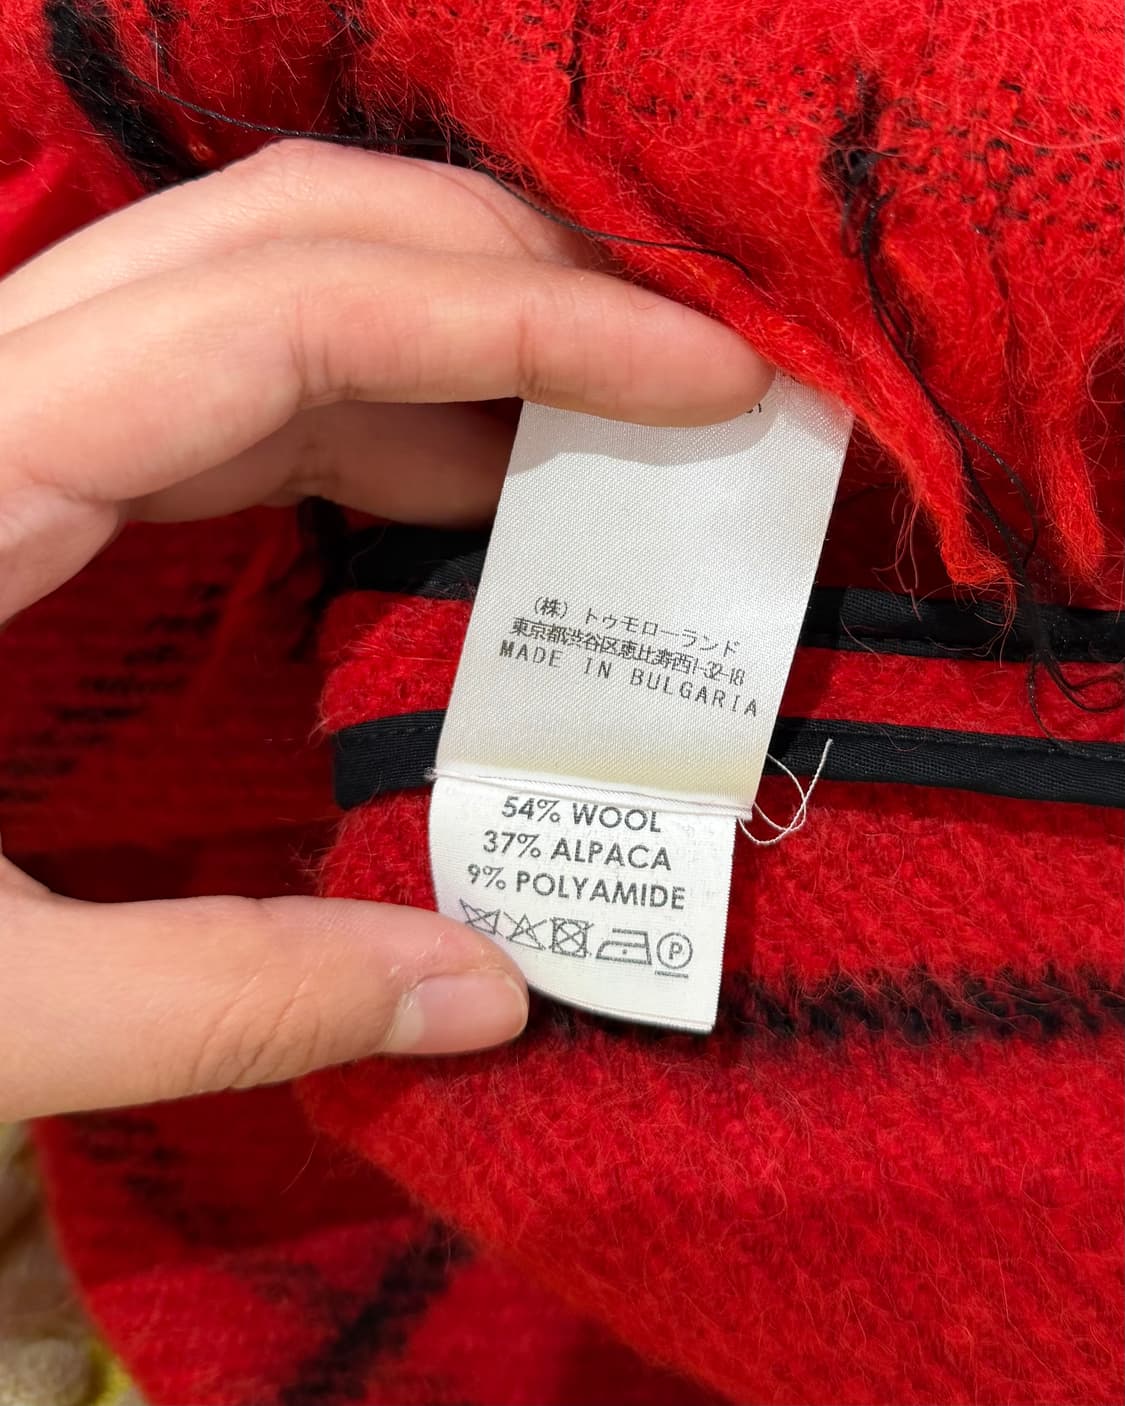 (株) トゥモローランド
東京都渋谷区恵比寿西1-32-18
MADE IN BULGARIA
54% WOOL
37% ALPACA
9% POLYAMIDE
P